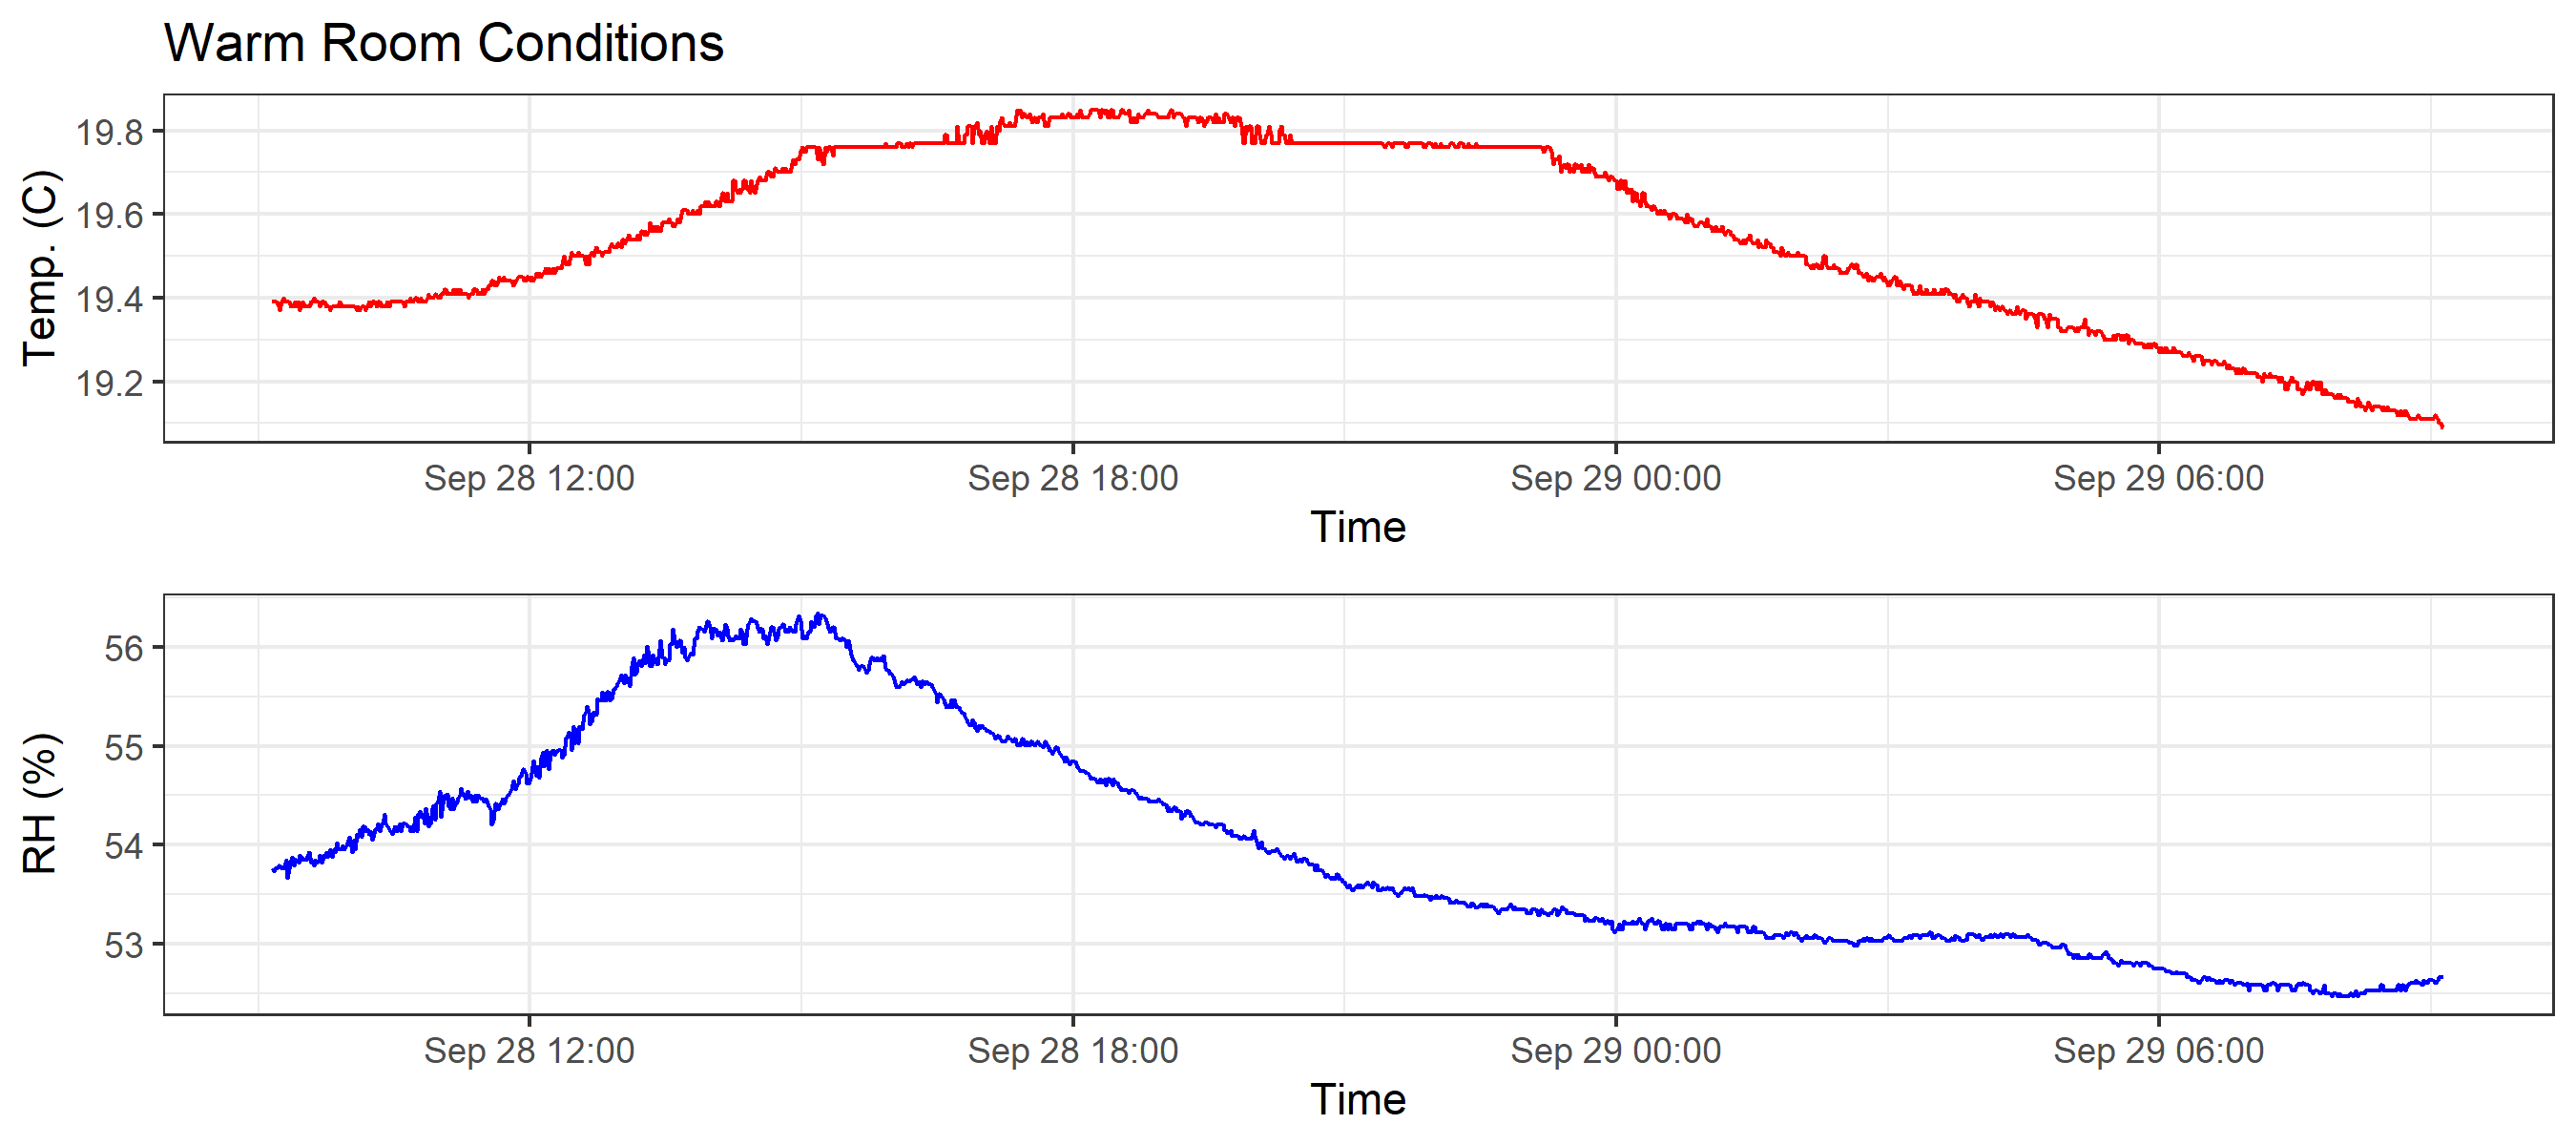 Warm Room Conditions
Temp. (C)
19.8
19.6
19.4
19.2
Sep 28 12:00 Sep 28 18:00 Sep 29 00:00 Sep 29 06:00
Time
RH (%)
56
55
54
53
Sep 28 12:00 Sep 28 18:00 Sep 29 00:00 Sep 29 06:00
Time